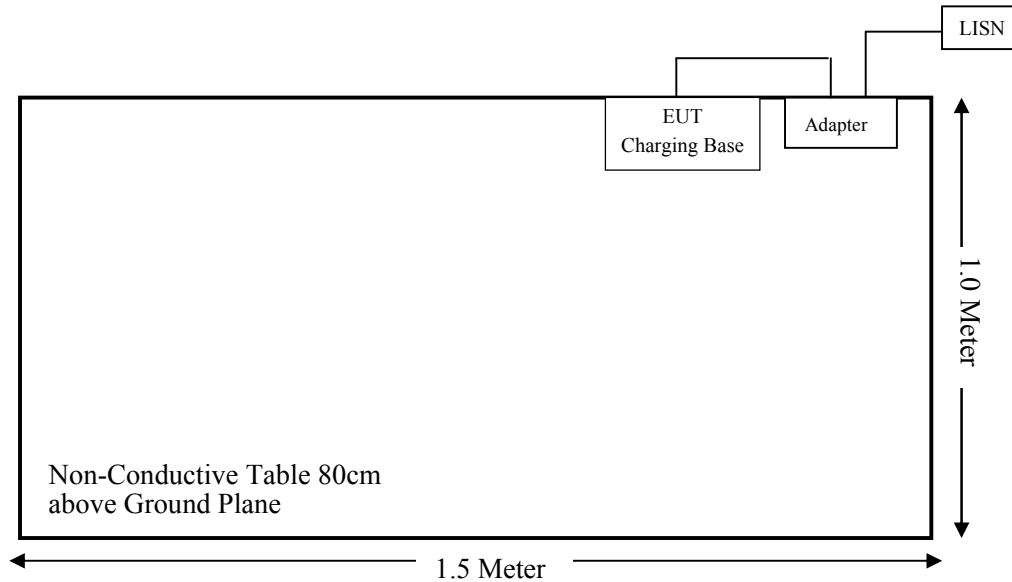 LISN
EUT
Charging Base
Adapter
1.0 Meter
Non-Conductive Table 80cm
above Ground Plane
1.5 Meter